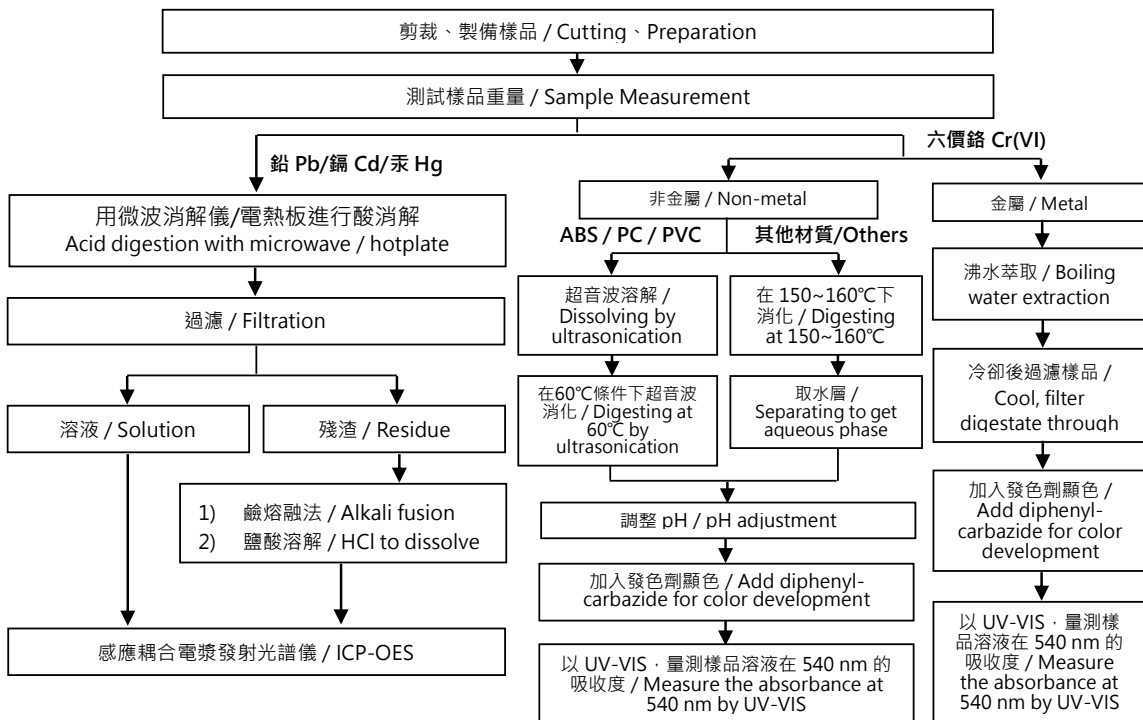 剪裁、製備樣品 / Cutting、Preparation
測試樣品重量 / Sample Measurement
鉛 Pb/鎘 Cd/汞 Hg
用微波消解儀/電熱板進行酸消解
Acid digestion with microwave / hotplate
過濾 / Filtration
溶液 / Solution
殘渣 / Residue
1) 鹼熔融法 / Alkali fusion
2) 鹽酸溶解 / HCl to dissolve
感應耦合電漿發射光譜儀 / ICP-OES
六價鉻 Cr(VI)
非金屬 / Non-metal
ABS / PC / PVC
超音波溶解 /
Dissolving by
ultrasonication
在60℃條件下超音波
消化 / Digesting at
60℃ by
ultrasonication
其他材質/Others
在 150~160℃下
消化 / Digesting
at 150~160℃
取水層 /
Separating to get
aqueous phase
調整 pH / pH adjustment
加入發色劑顯色 / Add diphenyl-
carbazide for color development
以 UV-VIS，量測樣品溶液在 540 nm 的
吸收度 / Measure the absorbance at
540 nm by UV-VIS
金屬 / Metal
沸水萃取 / Boiling
water extraction
冷卻後過濾樣品 /
Cool, filter
digestate through
加入發色劑顯色 /
Add diphenyl-
carbazide for color
development
以 UV-VIS，量測樣
品溶液在 540 nm 的
吸收度 / Measure
the absorbance at
540 nm by UV-VIS